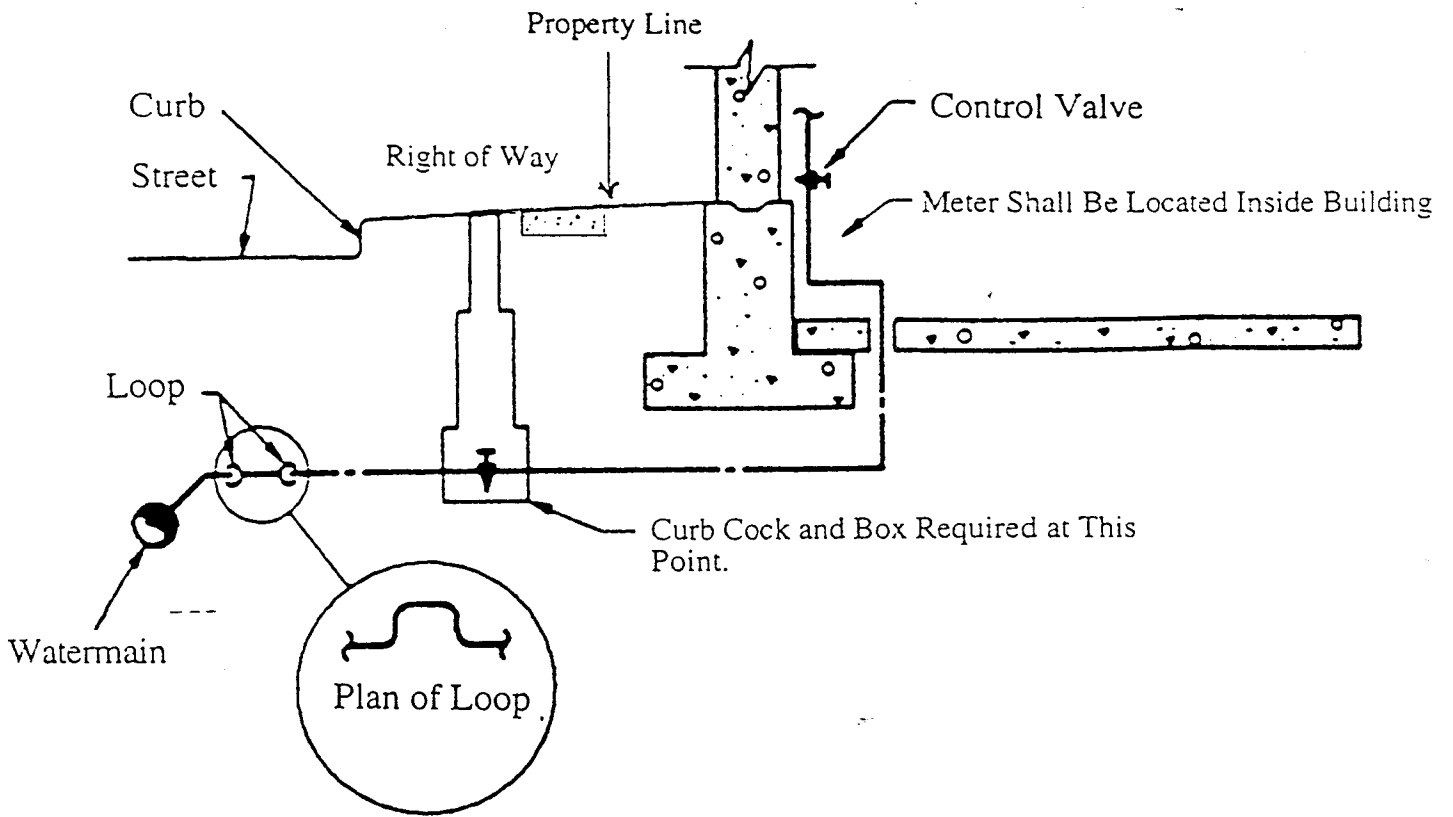 Property Line
Curb
Control Valve
Right of Way
Street
Meter Shall Be Located Inside Building
Loop
Curb Cock and Box Required at This
Point.
Watermain
Plan of Loop